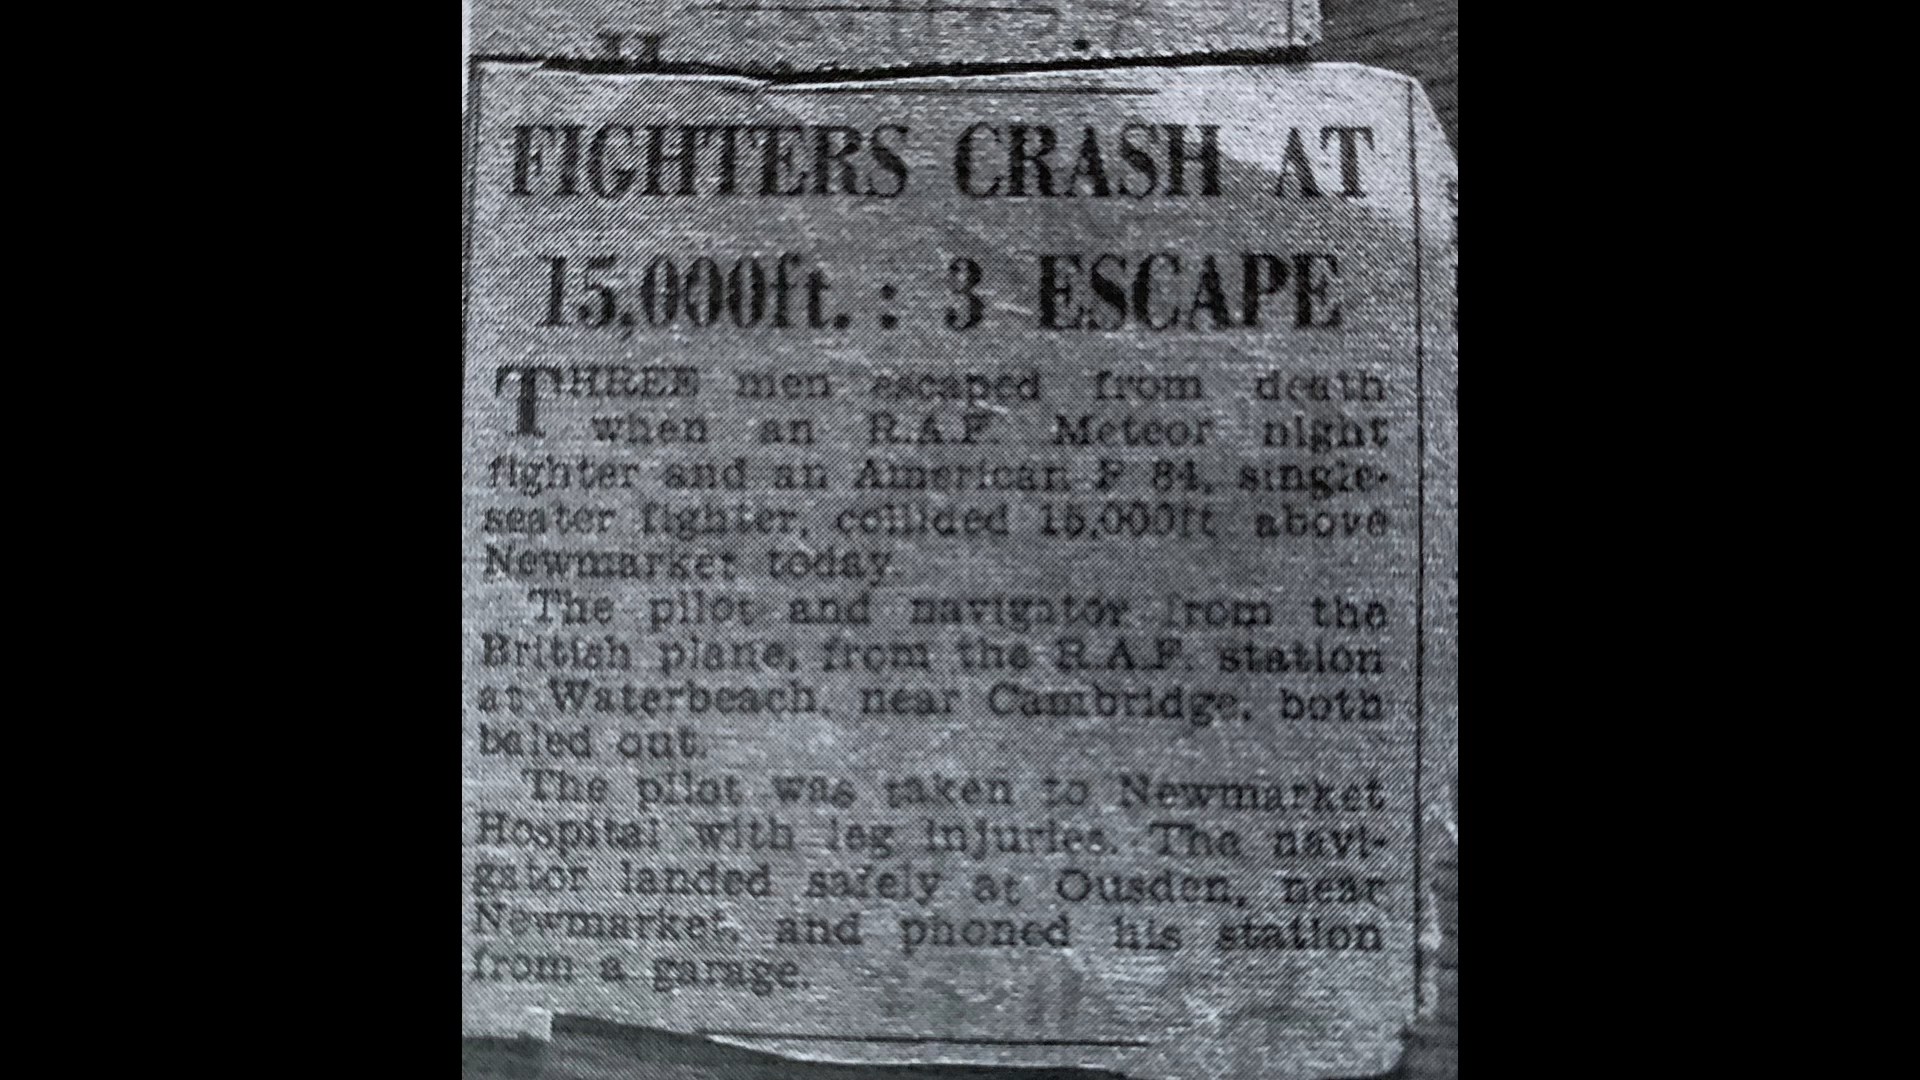 FIGHTERS CRASH AT
15,000ft. : 3 ESCAPE
THREE men escaped from death
when an R.A.F. Meteor night
fighter and an American F 84, single-
seater fighter, collided 15,000ft above
Newmarket today.
The pilot and navigator from the
British plane, from the R.A.F. station
at Waterbeach, near Cambridge, both
baled out.
The pilot was taken to Newmarket
Hospital with leg injuries. The navi-
gator landed safely at Ousden, near
Newmarket, and phoned his station
from a garage.